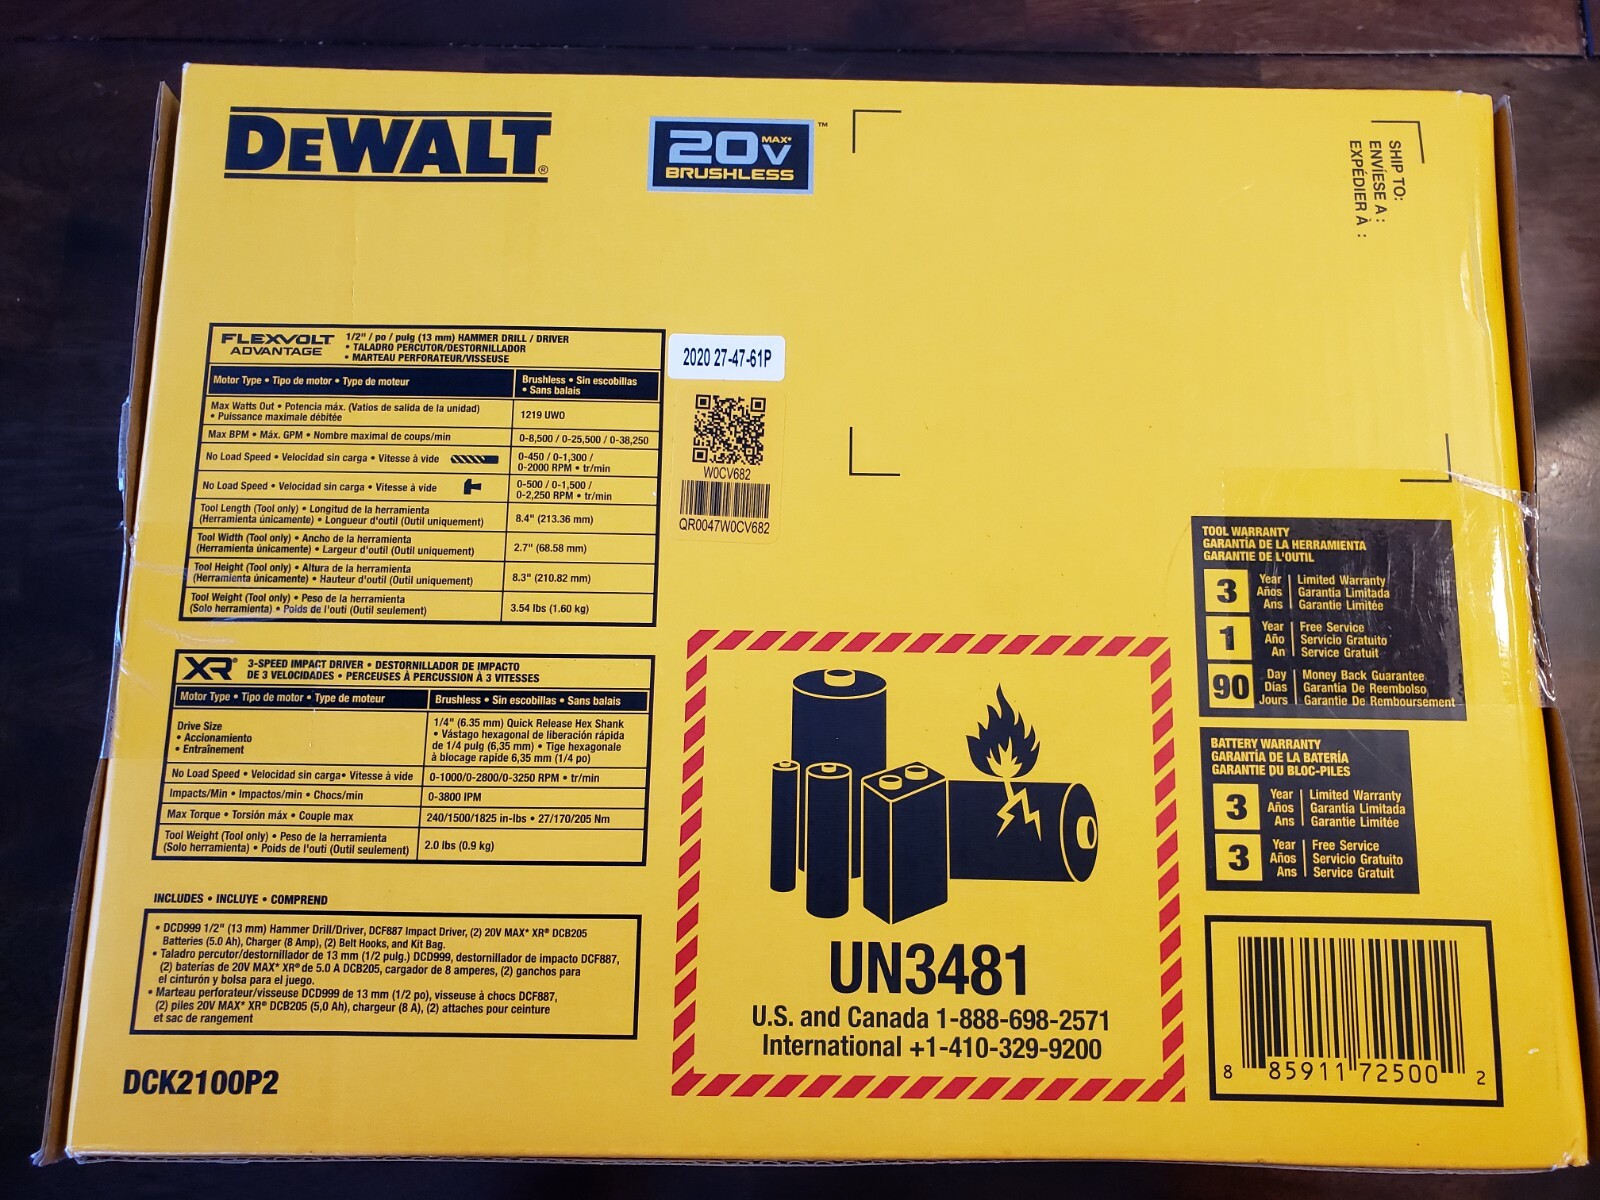 DEWALT®
20V MAX* ™
BRUSHLESS
SHIP TO:
ENVÍESE A :
EXPÉDIER À :
FLEXVOLT
ADVANTAGE
1/2" / po / pulg (13 mm) HAMMER DRILL / DRIVER
• TALADRO PERCUTOR/DESTORNILLADOR
• MARTEAU PERFORATEUR/VISSEUSE
Motor Type • Tipo de motor • Type de moteur
Brushless • Sin escobillas
• Sans balais
Max Watts Out • Potencia máx. (Vatios de salida de la unidad)
• Puissance maximale débitée
1219 UWO
Max BPM • Máx. GPM • Nombre maximal de coups/min
0-8,500 / 0-25,500 / 0-38,250
No Load Speed • Velocidad sin carga • Vitesse à vide
0-450 / 0-1,300 /
0-2000 RPM • tr/min
No Load Speed • Velocidad sin carga • Vitesse à vide
0-500 / 0-1,500 /
0-2,250 RPM • tr/min
Tool Length (Tool only) • Longitud de la herramienta
(Herramienta únicamente) • Longueur d'outil (Outil uniquement)
8.4" (213.36 mm)
Tool Width (Tool only) • Ancho de la herramienta
(Herramienta únicamente) • Largeur d'outil (Outil uniquement)
2.7" (68.58 mm)
Tool Height (Tool only) • Altura de la herramienta
(Herramienta únicamente) • Hauteur d'outil (Outil uniquement)
8.3" (210.82 mm)
Tool Weight (Tool only) • Peso de la herramienta
(Solo herramienta) • Poids de l'outi (Outil seulement)
3.54 lbs (1.60 kg)
2020 27-47-61P
W0CV682
QR0047W0CV682
XR®
3-SPEED IMPACT DRIVER • DESTORNILLADOR DE IMPACTO
DE 3 VELOCIDADES • PERCEUSES À PERCUSSION À 3 VITESSES
Motor Type • Tipo de motor • Type de moteur
Brushless • Sin escobillas • Sans balais
Drive Size
• Accionamiento
• Entraînement
1/4" (6.35 mm) Quick Release Hex Shank
• Vástago hexagonal de liberación rápida
de 1/4 pulg (6,35 mm) • Tige hexagonale
à blocage rapide 6,35 mm (1/4 po)
No Load Speed • Velocidad sin carga• Vitesse à vide
0-1000/0-2800/0-3250 RPM • tr/min
Impacts/Min • Impactos/min • Chocs/min
0-3800 IPM
Max Torque • Torsión máx • Couple max
240/1500/1825 in-lbs • 27/170/205 Nm
Tool Weight (Tool only) • Peso de la herramienta
(Solo herramienta) • Poids de l'outi (Outil seulement)
2.0 lbs (0.9 kg)
INCLUDES • INCLUYE • COMPREND
• DCD999 1/2" (13 mm) Hammer Drill/Driver, DCF887 Impact Driver, (2) 20V MAX* XR® DCB205
Batteries (5.0 Ah), Charger (8 Amp), (2) Belt Hooks, and Kit Bag.
• Taladro percutor/destornillador de 13 mm (1/2 pulg.) DCD999, destornillador de impacto DCF887,
(2) baterías de 20V MAX* XR® de 5.0 A DCB205, cargador de 8 amperes, (2) ganchos para
el cinturón y bolsa para el juego.
• Marteau perforateur/visseuse DCD999 de 13 mm (1/2 po), visseuse à chocs DCF887,
(2) piles 20V MAX* XR® DCB205 (5,0 Ah), chargeur (8 A), (2) attaches pour ceinture
et sac de rangement
DCK2100P2
UN3481
U.S. and Canada 1-888-698-2571
International +1-410-329-9200
TOOL WARRANTY
GARANTÍA DE LA HERRAMIENTA
GARANTIE DE L'OUTIL
3
Year
Años
Ans
Limited Warranty
Garantía Limitada
Garantie Limitée
1
Year
Año
An
Free Service
Servicio Gratuito
Service Gratuit
90
Day
Días
Jours
Money Back Guarantee
Garantía De Reembolso
Garantie De Remboursement
BATTERY WARRANTY
GARANTÍA DE LA BATERÍA
GARANTIE DU BLOC-PILES
3
Year
Años
Ans
Limited Warranty
Garantía Limitada
Garantie Limitée
3
Year
Años
Ans
Free Service
Servicio Gratuito
Service Gratuit
8 85911 72500 2